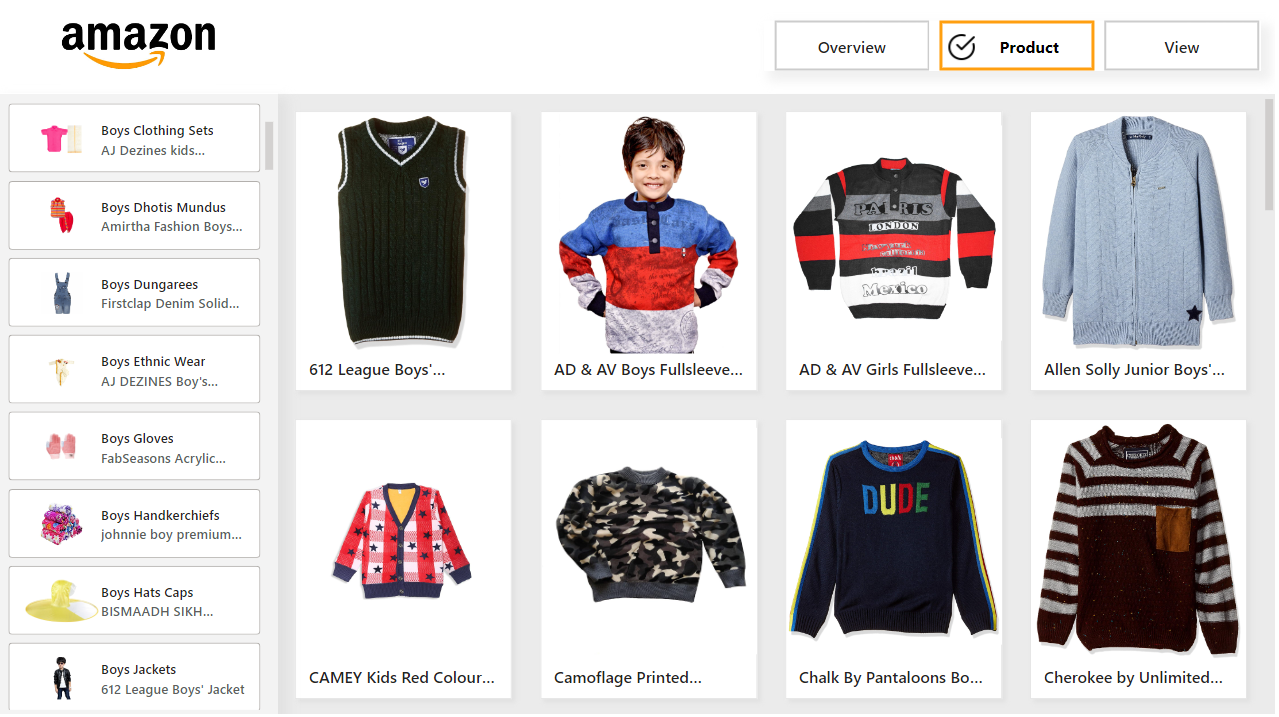 amazon
Overview
Product
View
Boys Clothing Sets
AJ Dezines kids...
Boys Dhotis Mundus
Amirtha Fashion Boys...
Boys Dungarees
Firstclap Denim Solid...
Boys Ethnic Wear
AJ DEZINES Boy's...
Boys Gloves
FabSeasons Acrylic...
Boys Handkerchiefs
johnnie boy premium...
Boys Hats Caps
BISMAADH SIKH...
Boys Jackets
612 League Boys' Jacket
612 League Boys'...
AD & AV Boys Fullsleeve...
PARIS
LONDON
Brazil
Mexico
AD & AV Girls Fullsleeve...
Allen Solly Junior Boys'...
CAMEY Kids Red Colour...
Camoflage Printed...
DUDE
Chalk By Pantaloons Bo...
Cherokee by Unlimited...